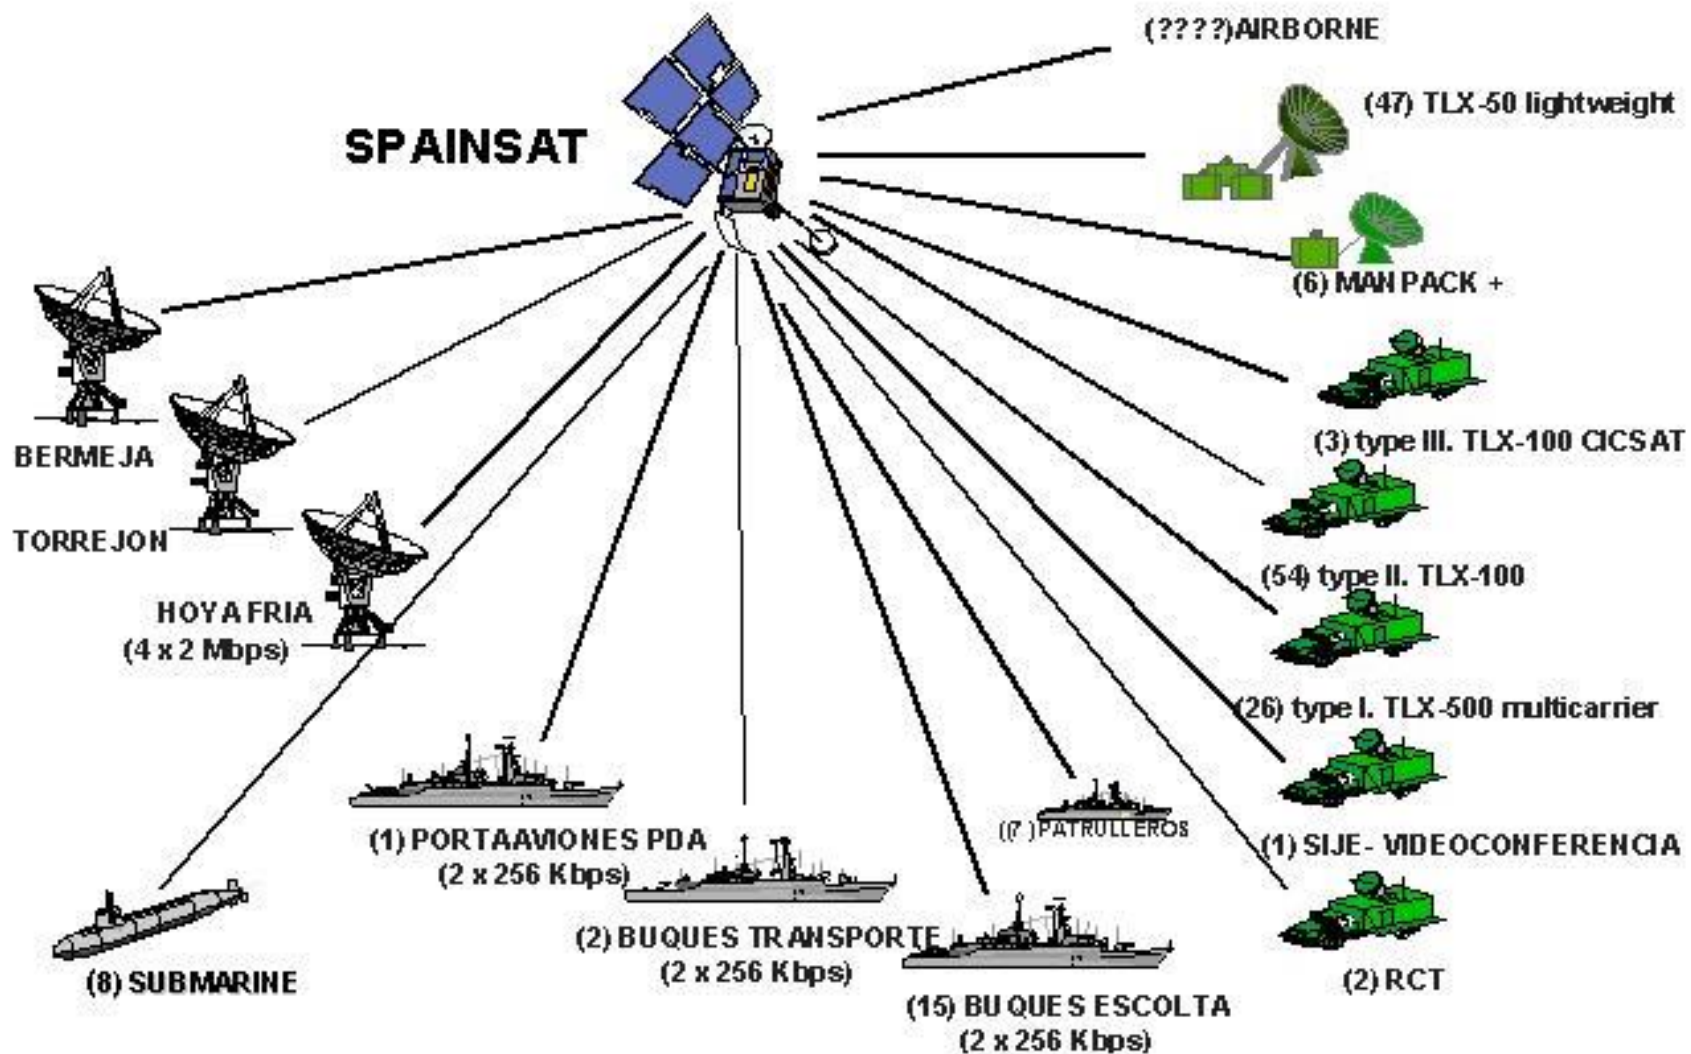 (????)AIRBORNE
(47) TLX-50 lightweight
SPAINSAT
(6) MANPACK +
(3) type III. TLX-100 CICSAT
BERMEJA
TORREJON
(54) type II. TLX-100
HOYA FRIA
(4 x 2 Mbps)
(26) type I. TLX-500 multicarrier
(1) PORTAAVIONES PDA
(2 x 256 Kbps)
((7 ) PATRULLEROS
(1) SIJE- VIDEOCONFERENCIA
(2) BUQUES TRANSPORTE
(2 x 256 Kbps)
(8) SUBMARINE
(2) RCT
(15) BUQUES ESCOLTA
(2 x 256 Kbps)